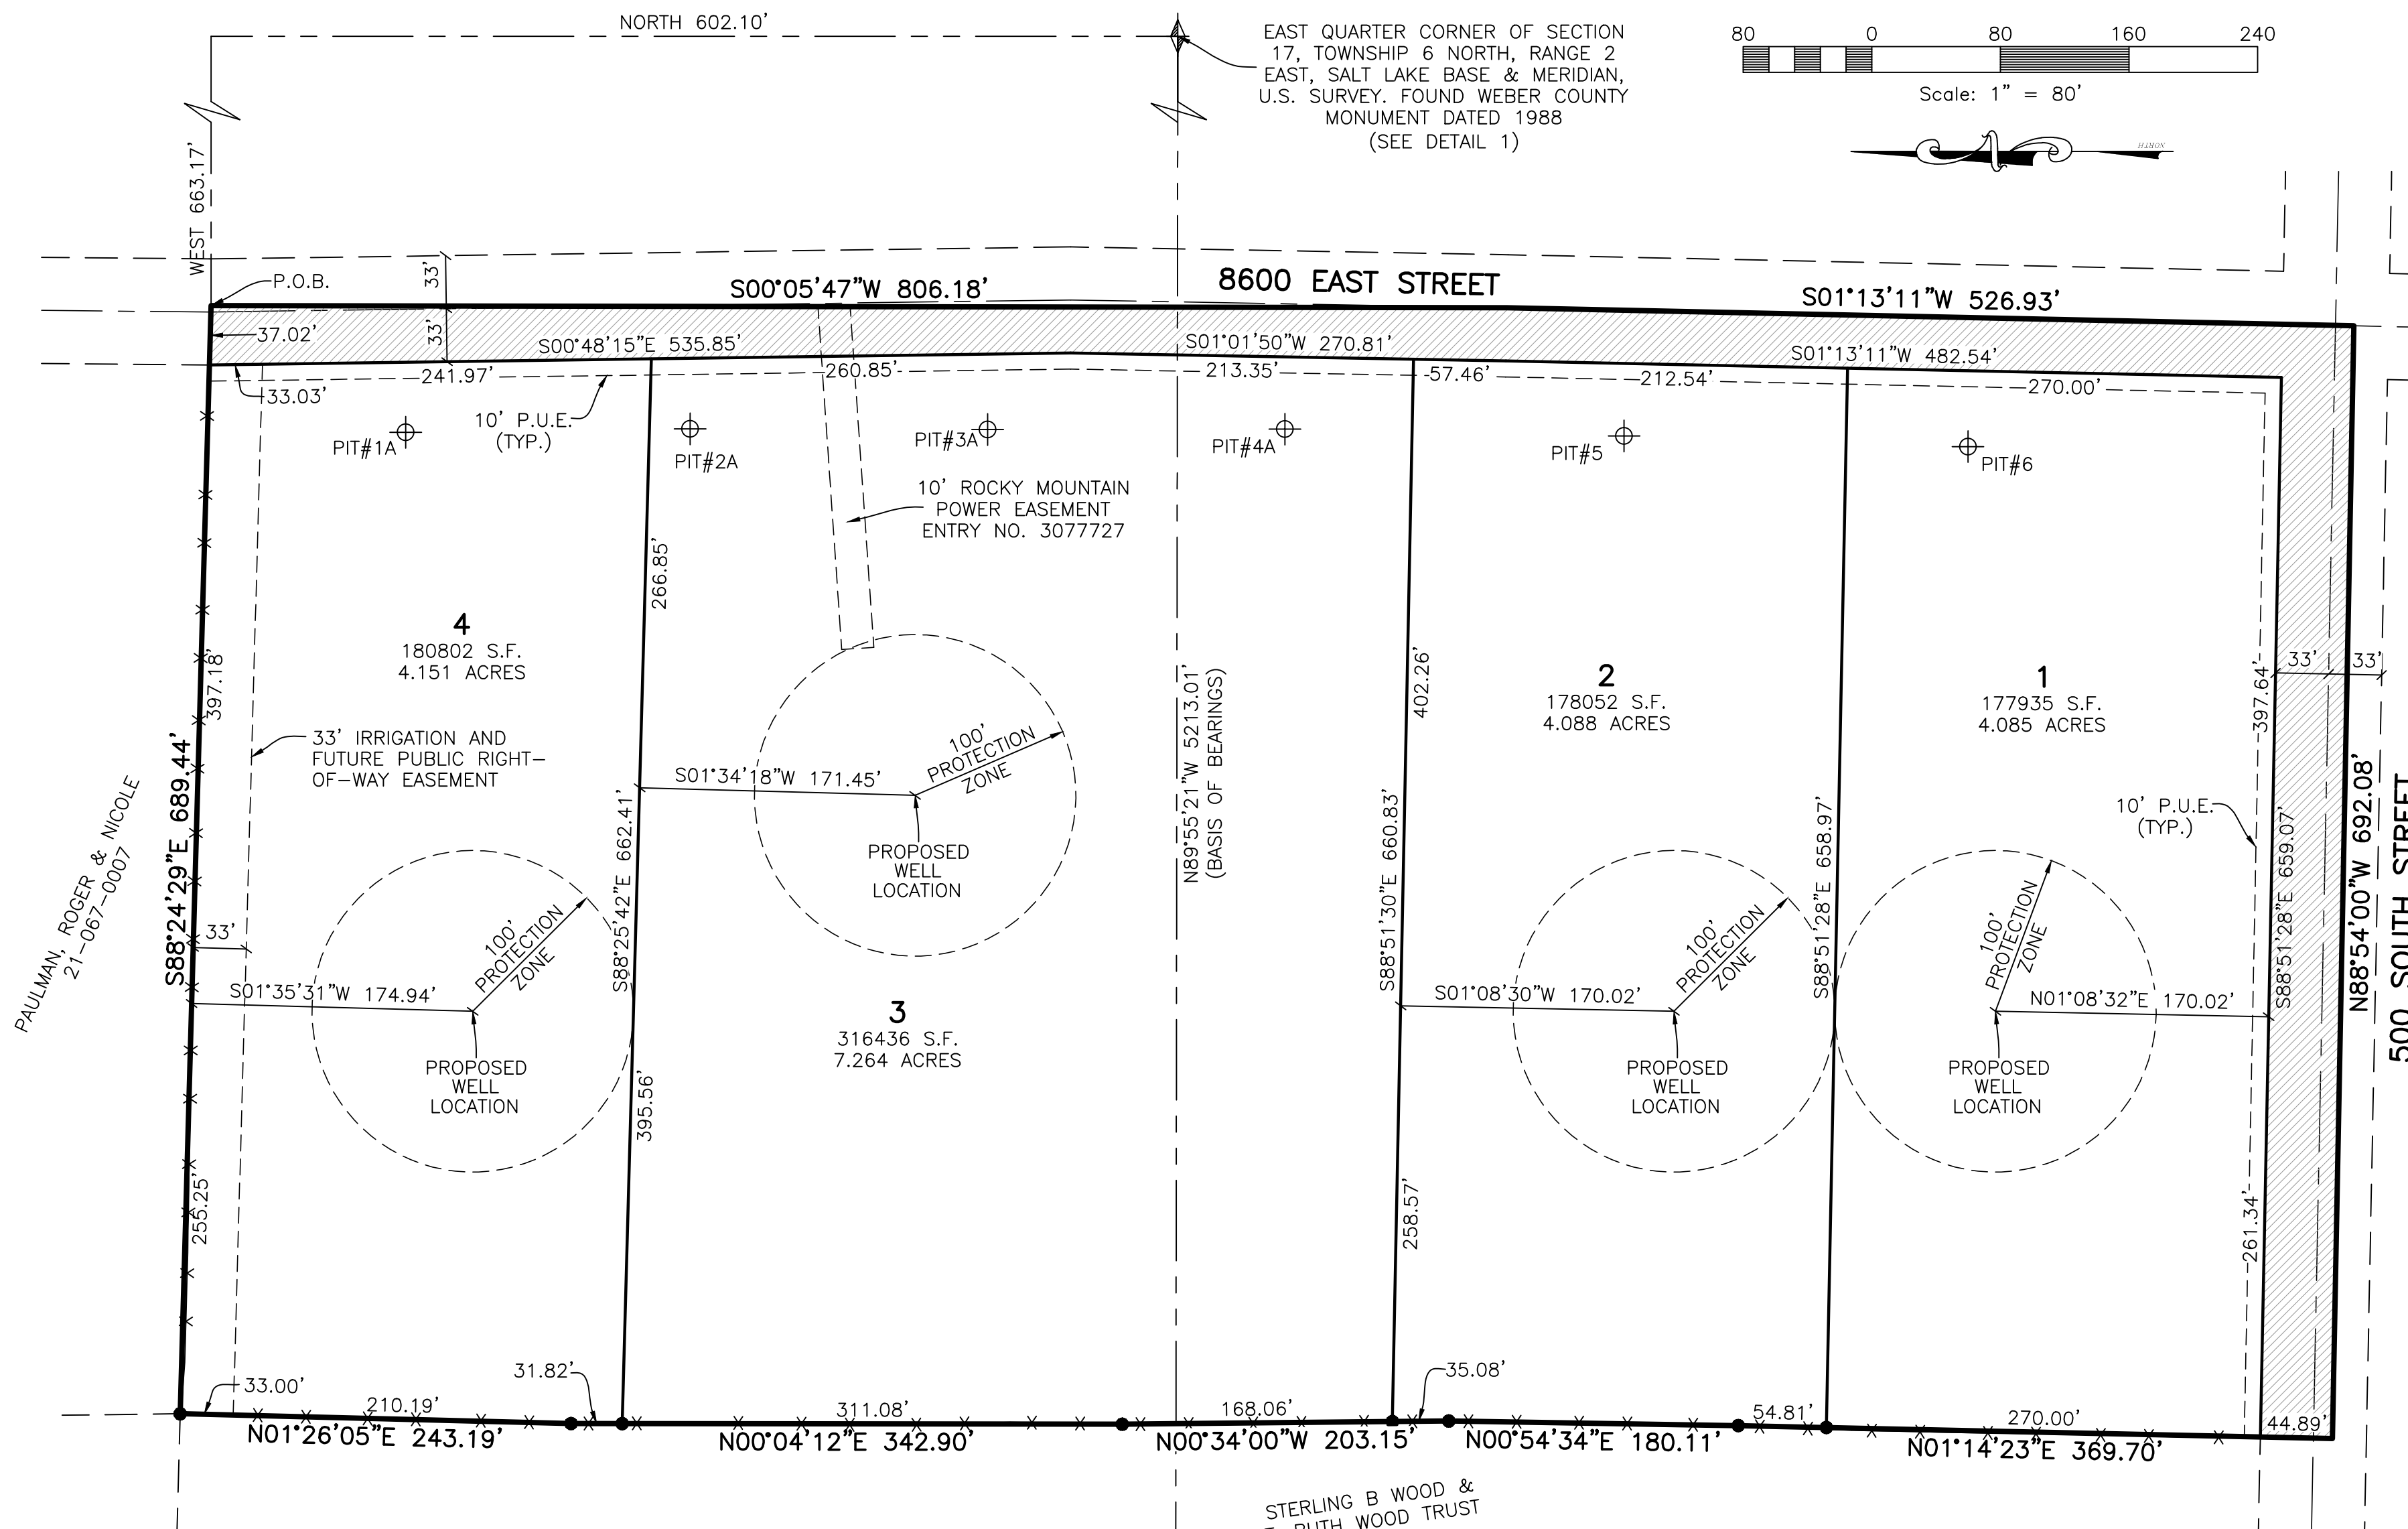 NORTH 602.10'
EAST QUARTER CORNER OF SECTION
17, TOWNSHIP 6 NORTH, RANGE 2
EAST, SALT LAKE BASE & MERIDIAN,
U.S. SURVEY. FOUND WEBER COUNTY
MONUMENT DATED 1988
(SEE DETAIL 1)
80 0 80 160 240
Scale: 1" = 80'
NORTH
WEST 663.17'
P.O.B.
33'
33'
37.02'
33.03'
S00°05'47"W 806.18'
8600 EAST STREET
S01°13'11"W 526.93'
S00°48'15"E 535.85'
S01°01'50"W 270.81'
S01°13'11"W 482.54'
241.97'
260.85'
213.35'
57.46'
212.54'
270.00'
10' P.U.E.
(TYP.)
PIT#1A
PIT#2A
PIT#3A
PIT#4A
PIT#5
PIT#6
10' ROCKY MOUNTAIN
POWER EASEMENT
ENTRY NO. 3077727
266.85'
4
180802 S.F.
4.151 ACRES
397.18'
33' IRRIGATION AND
FUTURE PUBLIC RIGHT-
OF-WAY EASEMENT
PAULMAN, ROGER & NICOLE
21-067-0007
S88°24'29"E 689.44'
33'
S01°35'31"W 174.94'
100'
PROTECTION
ZONE
PROPOSED
WELL
LOCATION
255.25'
S88°25'42"E 662.41'
395.56'
S01°34'18"W 171.45'
100'
PROTECTION
ZONE
PROPOSED
WELL
LOCATION
3
316436 S.F.
7.264 ACRES
N89°55'21"W 5213.01'
(BASIS OF BEARINGS)
402.26'
S88°51'30"E 660.83'
258.57'
2
178052 S.F.
4.088 ACRES
S01°08'30"W 170.02'
100'
PROTECTION
ZONE
PROPOSED
WELL
LOCATION
S88°51'28"E 658.97'
1
177935 S.F.
4.085 ACRES
100'
PROTECTION
ZONE
N01°08'32"E 170.02'
PROPOSED
WELL
LOCATION
10' P.U.E.
(TYP.)
397.64'
33'
33'
S88°51'28"E 659.07'
261.34'
N88°54'00"W 692.08'
500 SOUTH STREET
33.00'
210.19'
31.82'
311.08'
168.06'
35.08'
54.81'
270.00'
44.89'
N01°26'05"E 243.19'
N00°04'12"E 342.90'
N00°34'00"W 203.15'
N00°54'34"E 180.11'
N01°14'23"E 369.70'
STERLING B WOOD &
RUTH WOOD TRUST